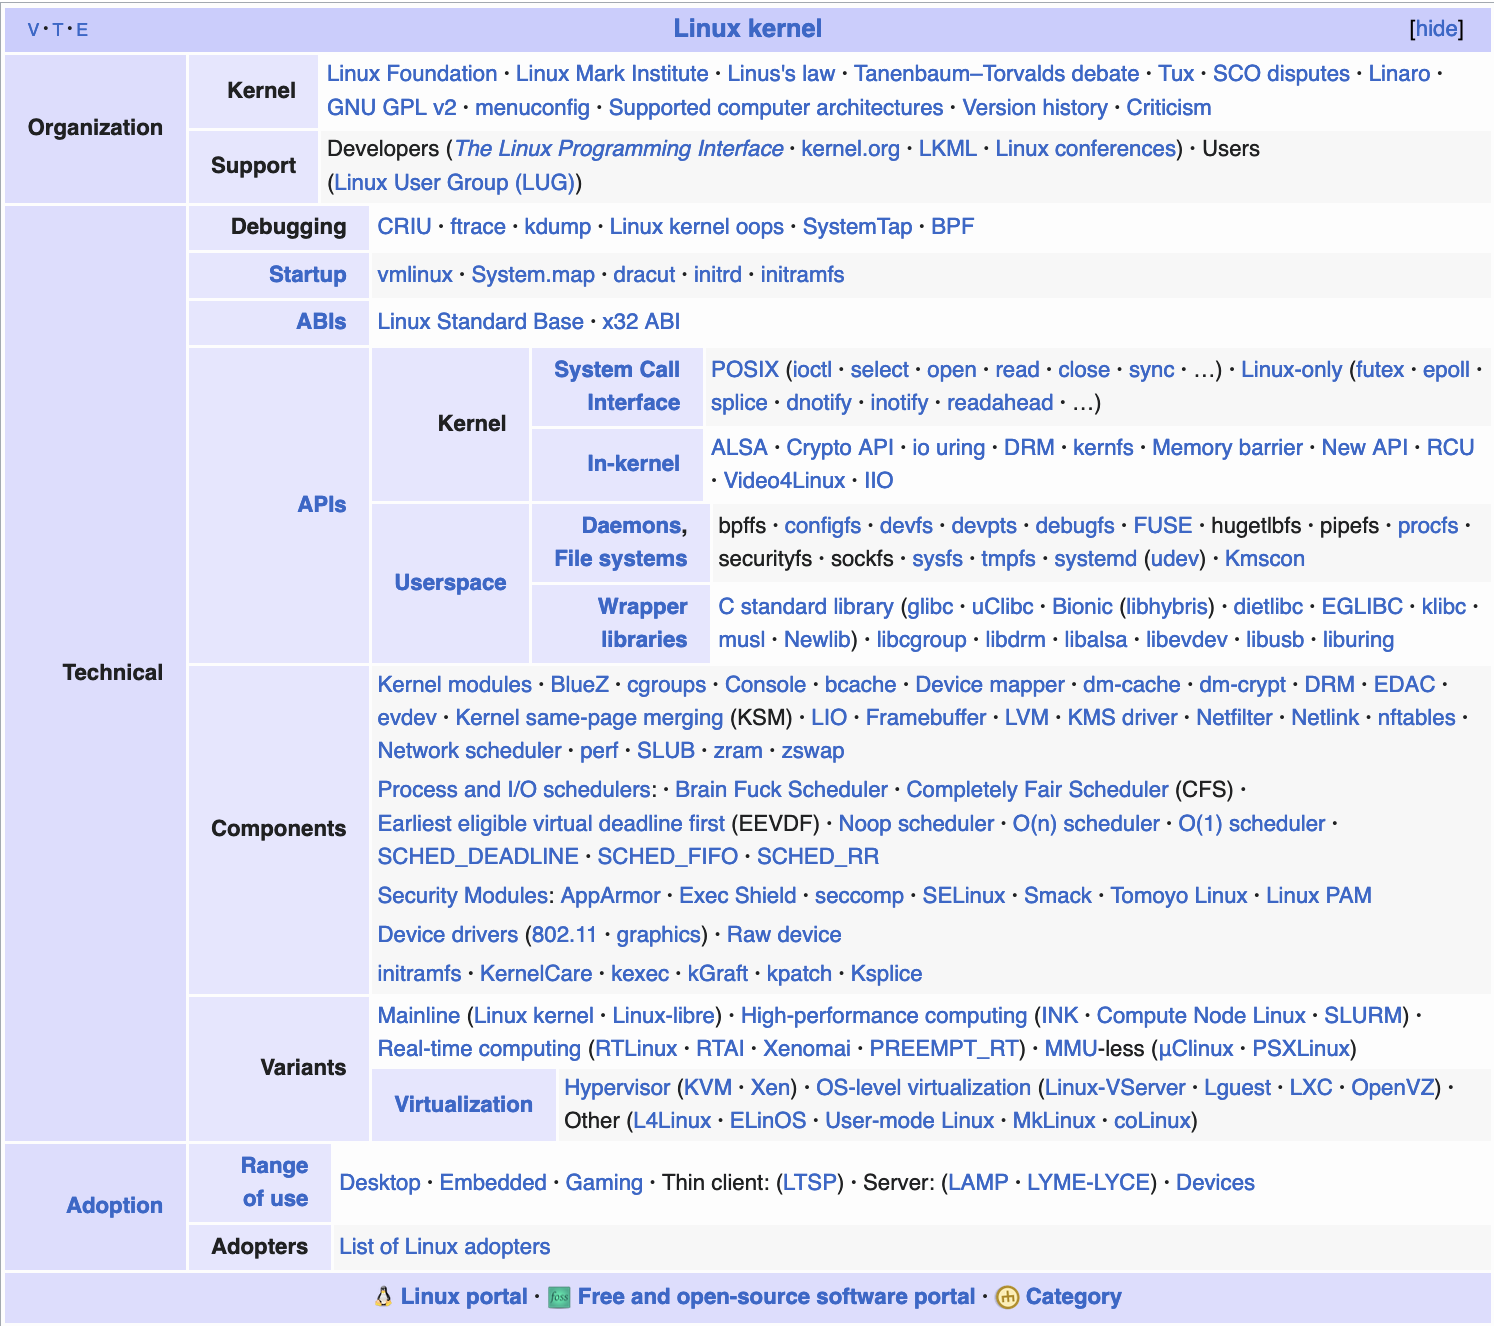 V · T · E Linux kernel [hide]
Organization
Kernel
Linux Foundation · Linux Mark Institute · Linus's law · Tanenbaum–Torvalds debate · Tux · SCO disputes · Linaro ·
GNU GPL v2 · menuconfig · Supported computer architectures · Version history · Criticism
Support
Developers (The Linux Programming Interface · kernel.org · LKML · Linux conferences) · Users
(Linux User Group (LUG))
Technical
Debugging
CRIU · ftrace · kdump · Linux kernel oops · SystemTap · BPF
Startup
vmlinux · System.map · dracut · initrd · initramfs
ABIs
Linux Standard Base · x32 ABI
APIs
Kernel
System Call
Interface
POSIX (ioctl · select · open · read · close · sync · …) · Linux-only (futex · epoll ·
splice · dnotify · inotify · readahead · …)
In-kernel
ALSA · Crypto API · io uring · DRM · kernfs · Memory barrier · New API · RCU
· Video4Linux · IIO
Userspace
Daemons,
File systems
bpffs · configfs · devfs · devpts · debugfs · FUSE · hugetlbfs · pipefs · procfs ·
securityfs · sockfs · sysfs · tmpfs · systemd (udev) · Kmscon
Wrapper
libraries
C standard library (glibc · uClibc · Bionic (libhybris) · dietlibc · EGLIBC · klibc ·
musl · Newlib) · libcgroup · libdrm · libalsa · libevdev · libusb · liburing
Components
Kernel modules · BlueZ · cgroups · Console · bcache · Device mapper · dm-cache · dm-crypt · DRM · EDAC ·
evdev · Kernel same-page merging (KSM) · LIO · Framebuffer · LVM · KMS driver · Netfilter · Netlink · nftables ·
Network scheduler · perf · SLUB · zram · zswap
Process and I/O schedulers: · Brain Fuck Scheduler · Completely Fair Scheduler (CFS) ·
Earliest eligible virtual deadline first (EEVDF) · Noop scheduler · O(n) scheduler · O(1) scheduler ·
SCHED_DEADLINE · SCHED_FIFO · SCHED_RR
Security Modules: AppArmor · Exec Shield · seccomp · SELinux · Smack · Tomoyo Linux · Linux PAM
Device drivers (802.11 · graphics) · Raw device
initramfs · KernelCare · kexec · kGraft · kpatch · Ksplice
Variants
Mainline (Linux kernel · Linux-libre) · High-performance computing (INK · Compute Node Linux · SLURM) ·
Real-time computing (RTLinux · RTAI · Xenomai · PREEMPT_RT) · MMU-less (μClinux · PSXLinux)
Virtualization
Hypervisor (KVM · Xen) · OS-level virtualization (Linux-VServer · Lguest · LXC · OpenVZ) ·
Other (L4Linux · ELinOS · User-mode Linux · MkLinux · coLinux)
Adoption
Range
of use
Desktop · Embedded · Gaming · Thin client: (LTSP) · Server: (LAMP · LYME-LYCE) · Devices
Adopters
List of Linux adopters
Linux portal · foss Free and open-source software portal · Category